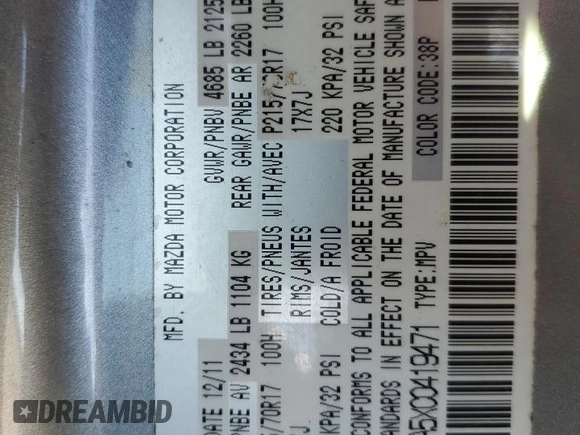 MFD. BY MAZDA MOTOR CORPORATION
DATE 12/11 GVWR/PNBV 4685 LB 2125
PNBE AV 2434 LB 1104 KG REAR GAWR/PNBE AR 2260 LB
/70R17 100H TIRES/PNEUS WITH/AVEC P215/70R17 100H
7J RIMS/JANTES 17X7J
KPA/32 PSI COLD/A FROID 220 KPA/32 PSI
CONFORMS TO ALL APPLICABLE FEDERAL MOTOR VEHICLE SAF
ANDARDS IN EFFECT ON THE DATE OF MANUFACTURE SHOWN A
A5XC0419471 TYPE:MPV COLOR CODE:38P
DREAMBID